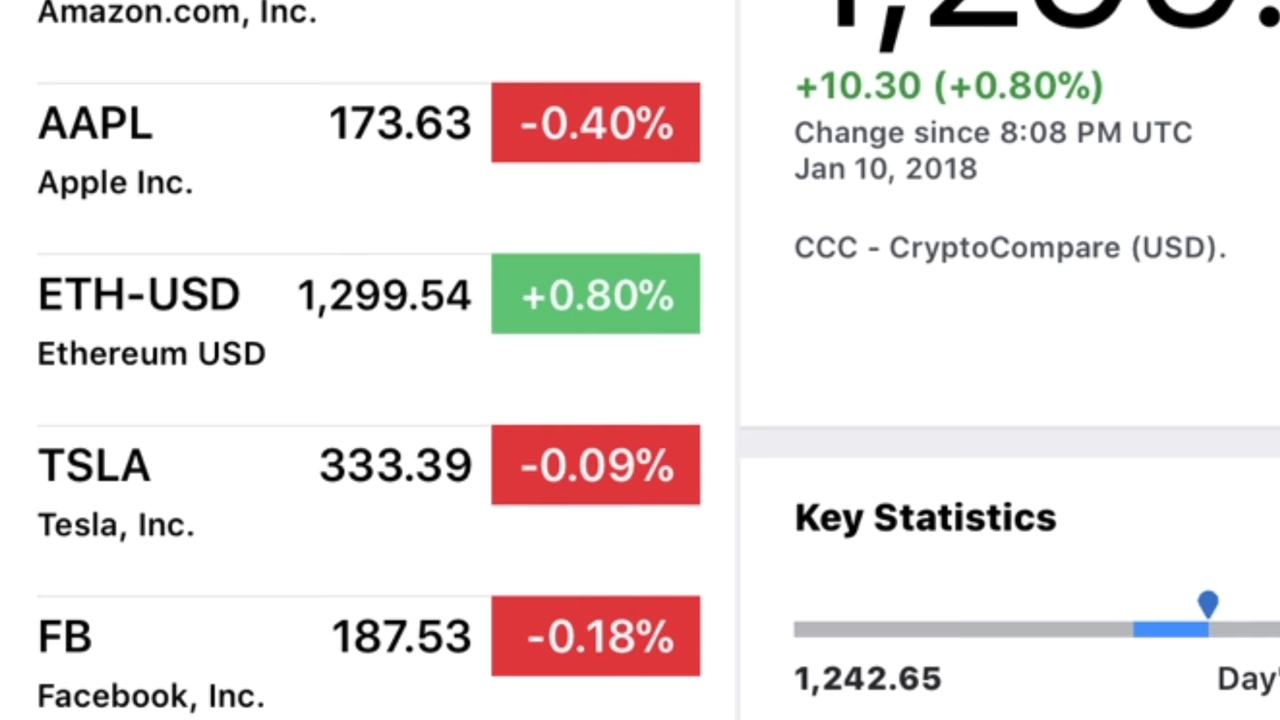 Amazon.com, Inc.
AAPL 173.63 -0.40%
Apple Inc.
ETH-USD 1,299.54 +0.80%
Ethereum USD
TSLA 333.39 -0.09%
Tesla, Inc.
FB 187.53 -0.18%
Facebook, Inc.
+10.30 (+0.80%)
Change since 8:08 PM UTC
Jan 10, 2018
CCC - CryptoCompare (USD).
Key Statistics
1,242.65